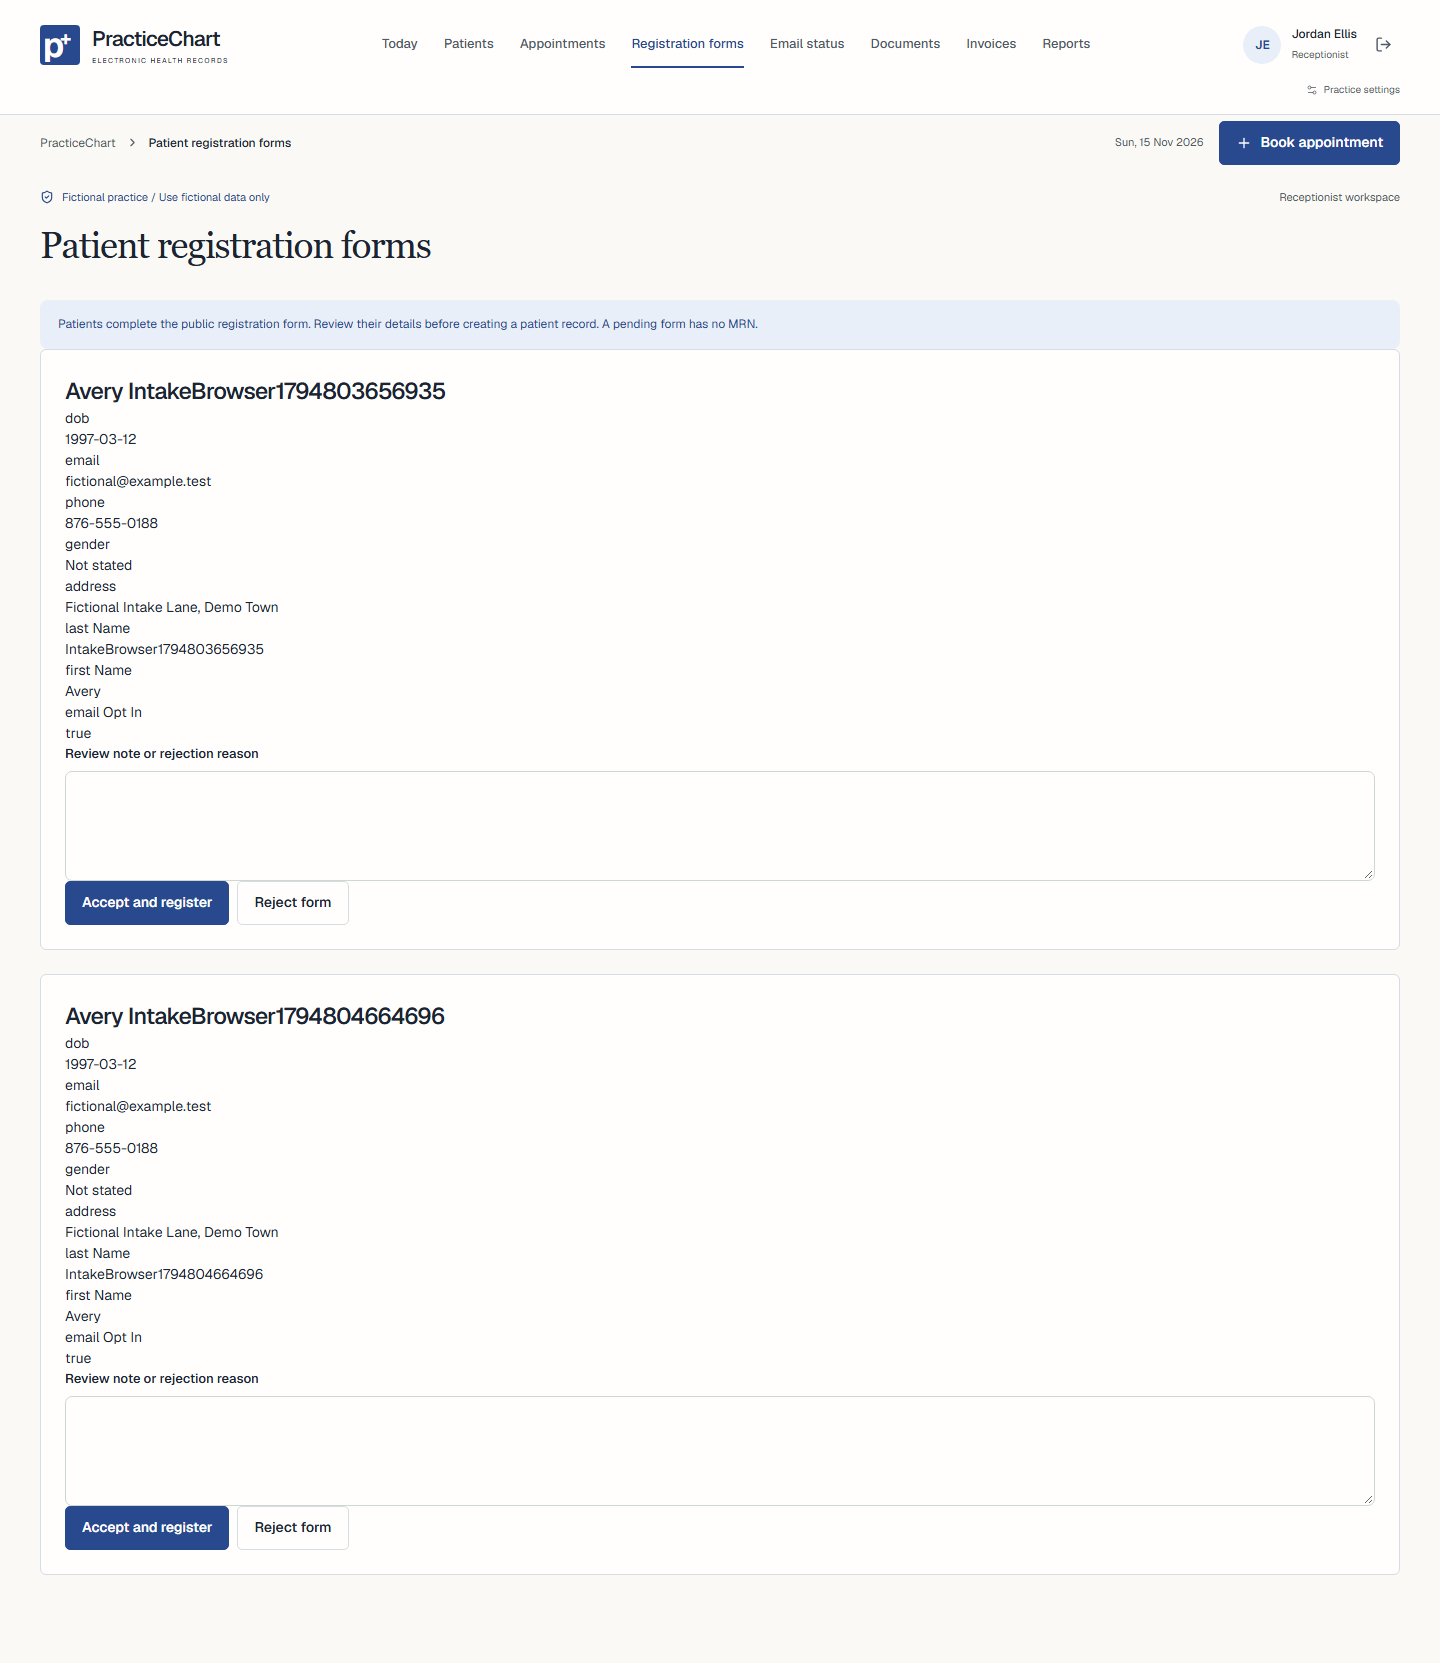 PracticeChart
ELECTRONIC HEALTH RECORDS
Today Patients Appointments Registration forms Email status Documents Invoices Reports
JE
Jordan Ellis
Receptionist
Practice settings
PracticeChart > Patient registration forms
Sun, 15 Nov 2026
+ Book appointment
Fictional practice / Use fictional data only
Receptionist workspace
Patient registration forms
Patients complete the public registration form. Review their details before creating a patient record. A pending form has no MRN.
Avery IntakeBrowser1794803656935
dob
1997-03-12
email
fictional@example.test
phone
876-555-0188
gender
Not stated
address
Fictional Intake Lane, Demo Town
last Name
IntakeBrowser1794803656935
first Name
Avery
email Opt In
true
Review note or rejection reason
Accept and register Reject form
Avery IntakeBrowser1794804664696
dob
1997-03-12
email
fictional@example.test
phone
876-555-0188
gender
Not stated
address
Fictional Intake Lane, Demo Town
last Name
IntakeBrowser1794804664696
first Name
Avery
email Opt In
true
Review note or rejection reason
Accept and register Reject form